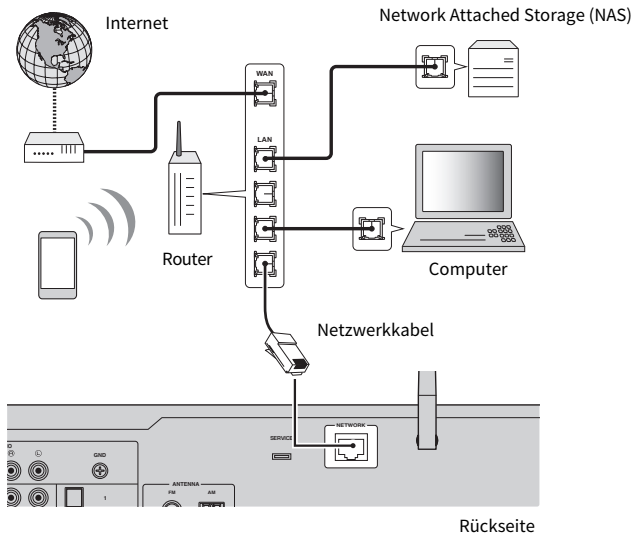 Internet
Network Attached Storage (NAS)
WAN
LAN
Router
Computer
Netzwerkkabel
NETWORK
SERVICE
GND
R
L
ANTENNA
FM
AM
1
Rückseite